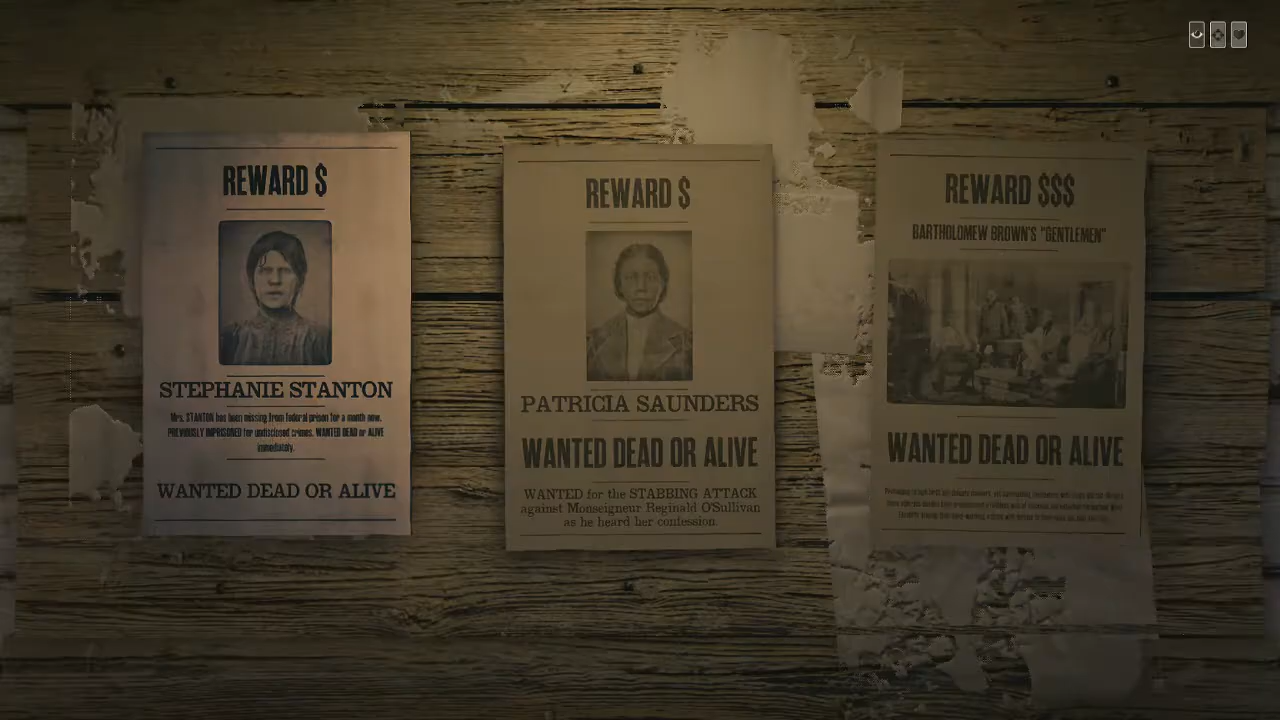 REWARD $
STEPHANIE STANTON
Mrs. STANTON has been missing from federal prison for a month now.
PREVIOUSLY IMPRISONED for undisclosed crimes. WANTED DEAD or ALIVE
immediately.
WANTED DEAD OR ALIVE
REWARD $
PATRICIA SAUNDERS
WANTED DEAD OR ALIVE
WANTED for the STABBING ATTACK
against Monseigneur Reginald O'Sullivan
as he heard her confession.
REWARD $$$
BARTHOLOMEW BROWN'S "GENTLEMEN"
WANTED DEAD OR ALIVE